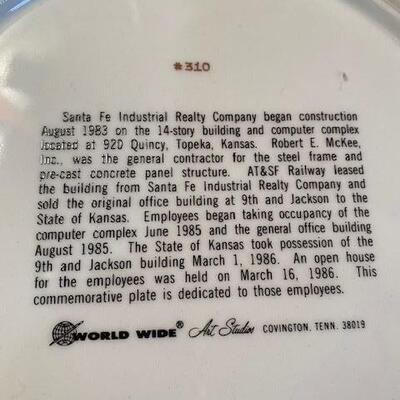 #310
Santa Fe Industrial Realty Company began construction
August 1983 on the 14-story building and computer complex
located at 920 Quincy, Topeka, Kansas. Robert E. McKee,
Inc., was the general contractor for the steel frame and
pre-cast concrete panel structure. AT&SF Railway leased
the building from Santa Fe Industrial Realty Company and
sold the original office building at 9th and Jackson to the
State of Kansas. Employees began taking occupancy of the
computer complex June 1985 and the general office building
August 1985. The State of Kansas took possession of the
9th and Jackson building March 1, 1986. An open house
for the employees was held on March 16, 1986. This
commemorative plate is dedicated to those employees.
WORLD WIDE® Art Studios COVINGTON, TENN. 38019